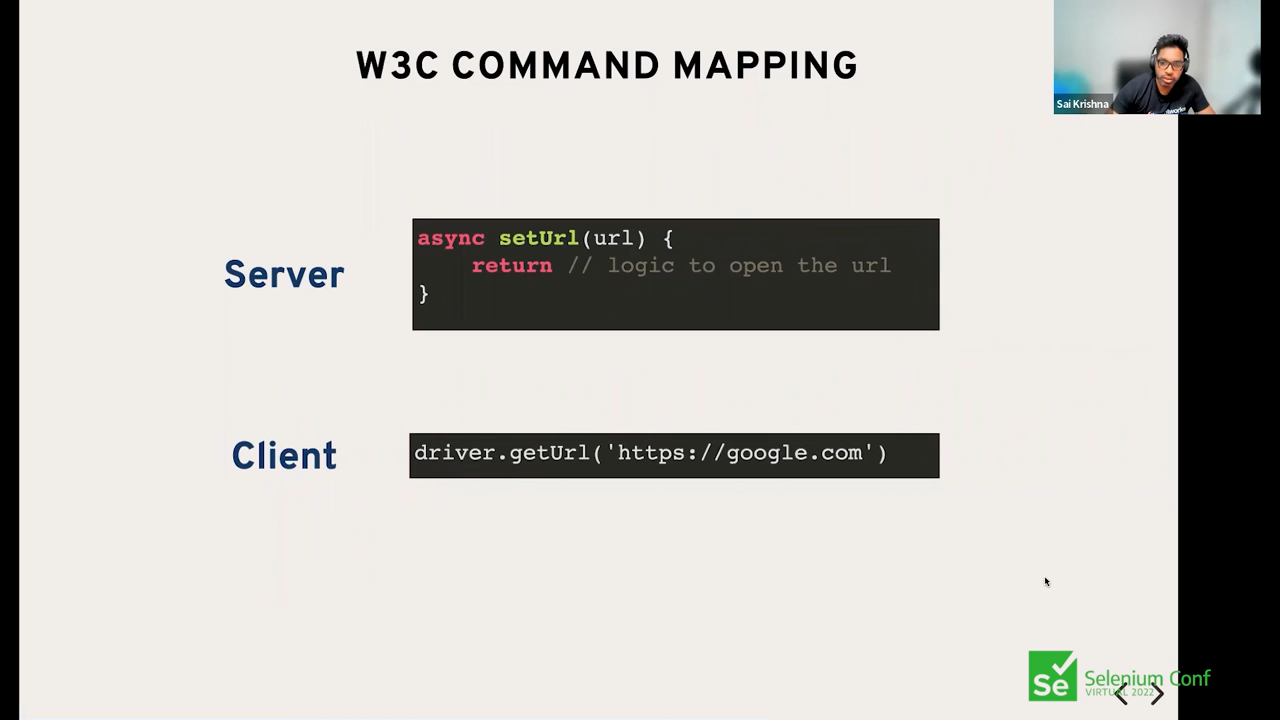 W3C COMMAND MAPPING
Sai Krishna
Server
async setUrl(url) {
    return // logic to open the url
}
Client
driver.getUrl('https://google.com')
Se
Selenium Conf
VIRTUAL 2022